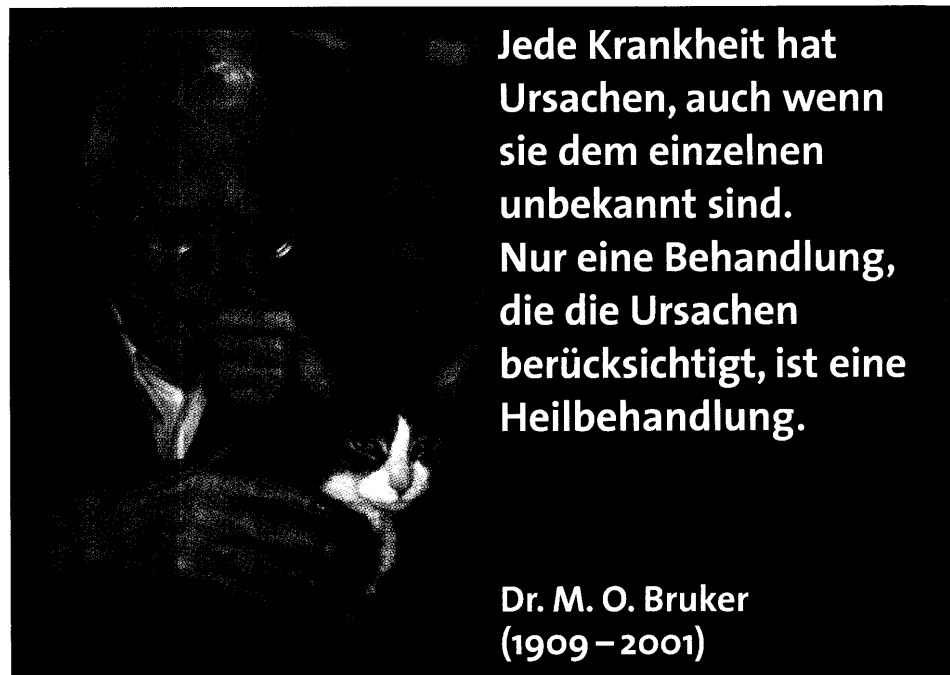 Jede Krankheit hat
Ursachen, auch wenn
sie dem einzelnen
unbekannt sind.
Nur eine Behandlung,
die die Ursachen
berücksichtigt, ist eine
Heilbehandlung.
Dr. M. O. Bruker
(1909 – 2001)